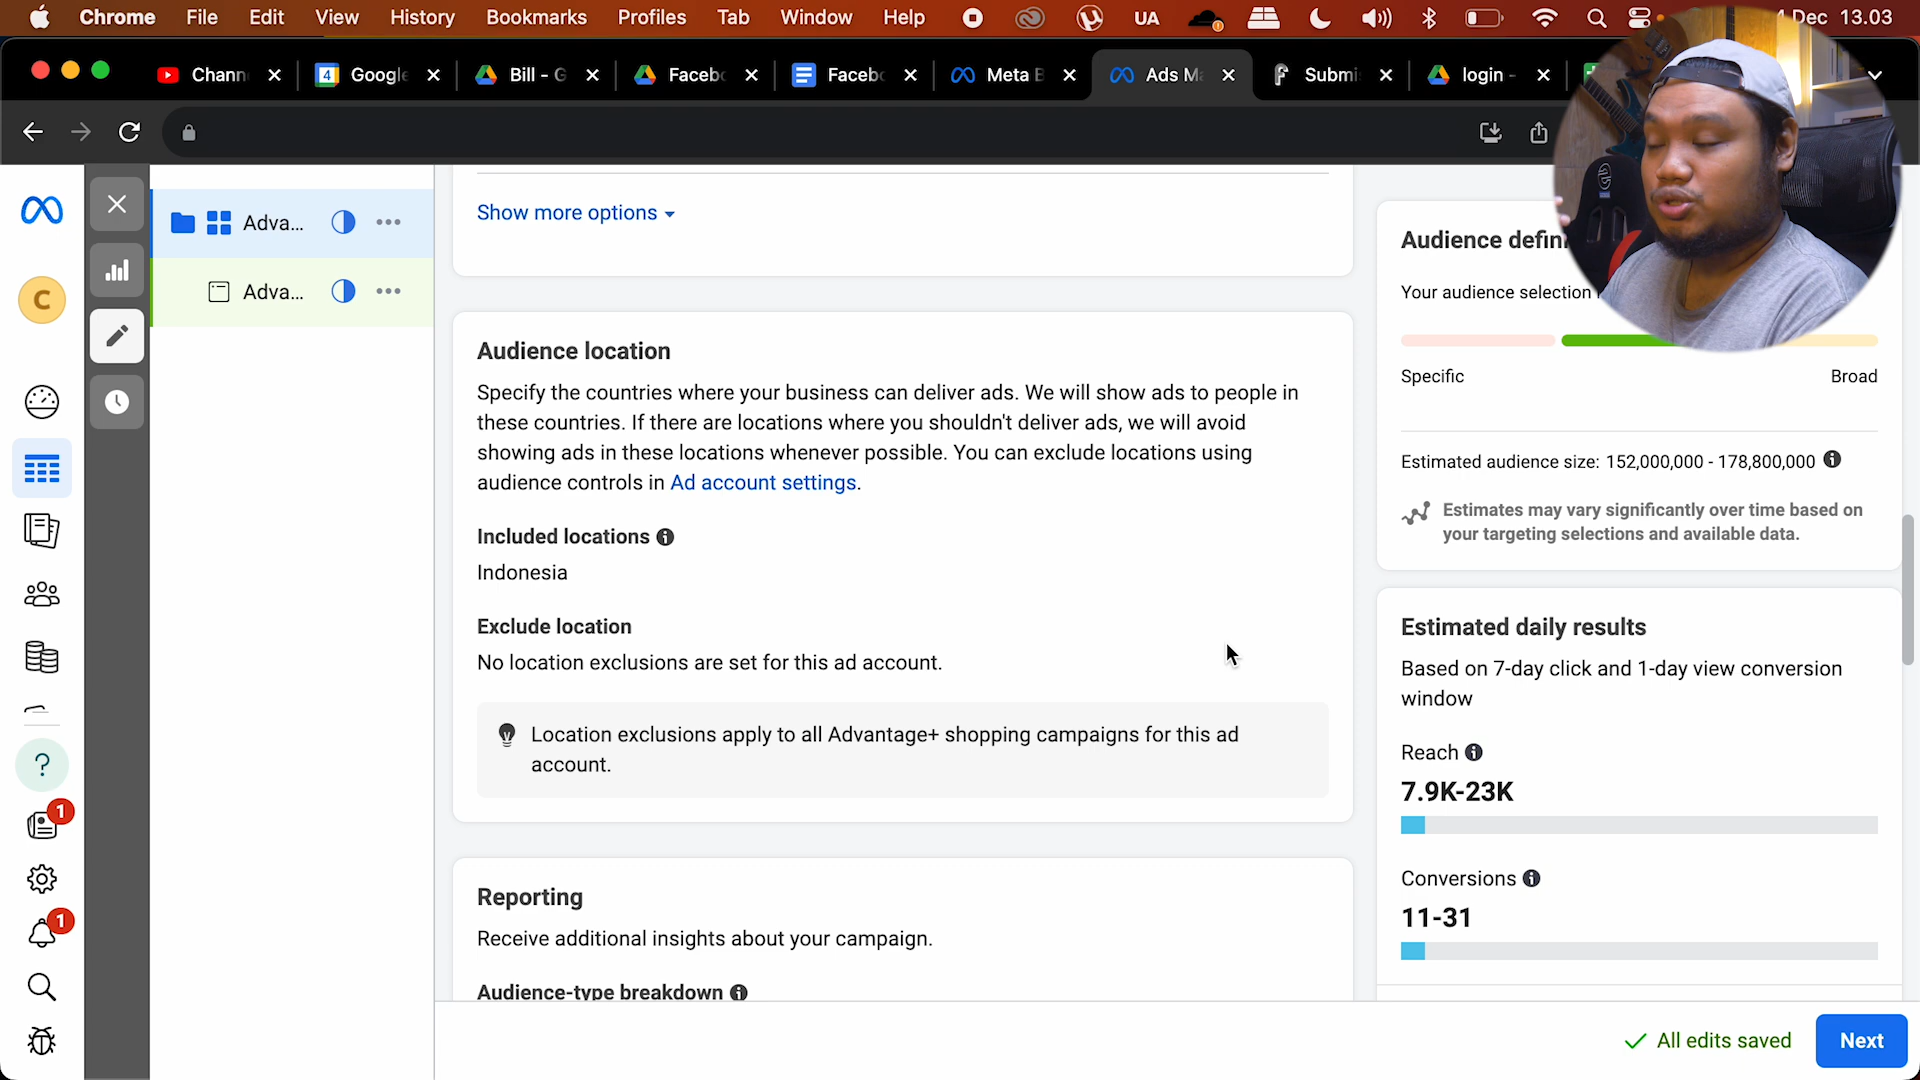 Chrome File Edit View History Bookmarks Profiles Tab Window Help UA Dec 13.03
Chann 4 Google Bill - G Facebo Facebo Meta B Ads M Submi login -
Adva...
Adva...
C
?
1
1
Show more options
Audience location
Specify the countries where your business can deliver ads. We will show ads to people in
these countries. If there are locations where you shouldn't deliver ads, we will avoid
showing ads in these locations whenever possible. You can exclude locations using
audience controls in Ad account settings.
Included locations
Indonesia
Exclude location
No location exclusions are set for this ad account.
Location exclusions apply to all Advantage+ shopping campaigns for this ad
account.
Reporting
Receive additional insights about your campaign.
Audience-type breakdown
Audience defin
Your audience selection
Specific Broad
Estimated audience size: 152,000,000 - 178,800,000
Estimates may vary significantly over time based on
your targeting selections and available data.
Estimated daily results
Based on 7-day click and 1-day view conversion
window
Reach
7.9K-23K
Conversions
11-31
All edits saved Next